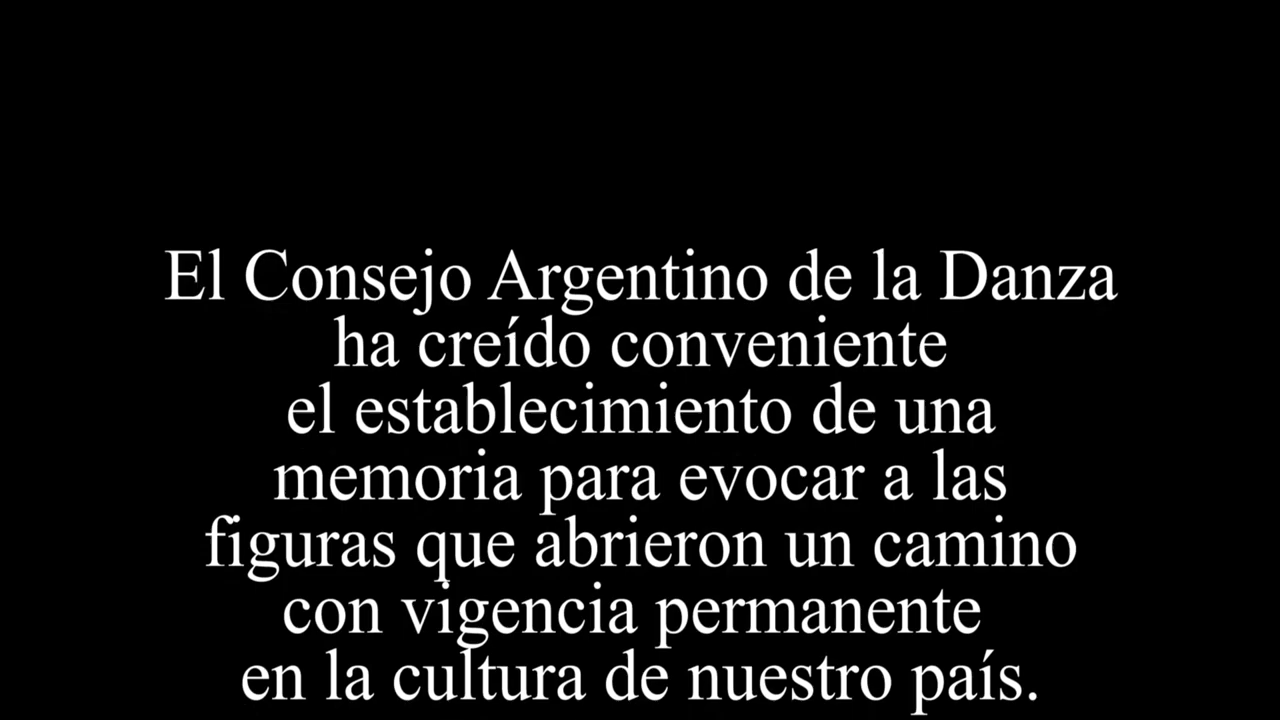 El Consejo Argentino de la Danza
ha creído conveniente
el establecimiento de una
memoria para evocar a las
figuras que abrieron un camino
con vigencia permanente
en la cultura de nuestro país.